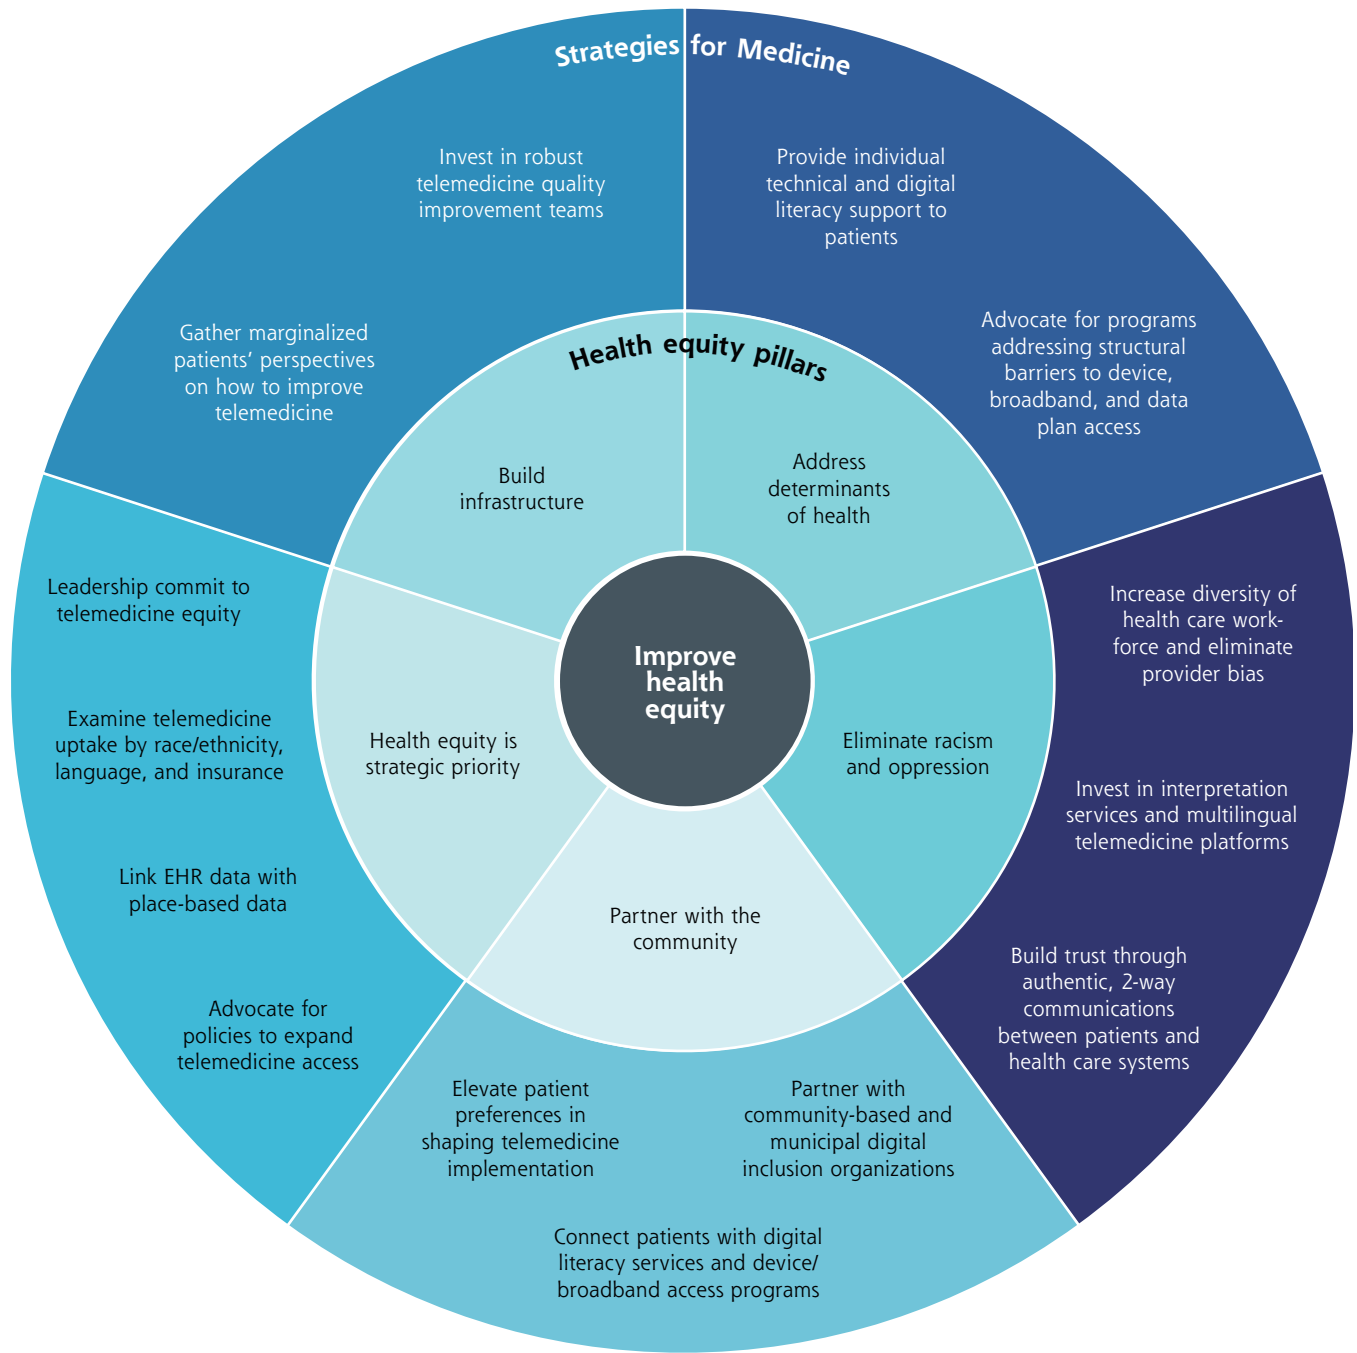 Strategies for Medicine
Invest in robust
telemedicine quality
improvement teams
Gather marginalized
patients’ perspectives
on how to improve
telemedicine
Provide individual
technical and digital
literacy support to
patients
Advocate for programs
addressing structural
barriers to device,
broadband, and data
plan access
Health equity pillars
Build
infrastructure
Address
determinants
of health
Leadership commit to
telemedicine equity
Examine telemedicine
uptake by race/ethnicity,
language, and insurance
Link EHR data with
place-based data
Advocate for
policies to expand
telemedicine access
Health equity is
strategic priority
Improve
health
equity
Eliminate racism
and oppression
Increase diversity of
health care work-
force and eliminate
provider bias
Invest in interpretation
services and multilingual
telemedicine platforms
Build trust through
authentic, 2-way
communications
between patients and
health care systems
Partner with the
community
Elevate patient
preferences in
shaping telemedicine
implementation
Partner with
community-based and
municipal digital
inclusion organizations
Connect patients with digital
literacy services and device/
broadband access programs